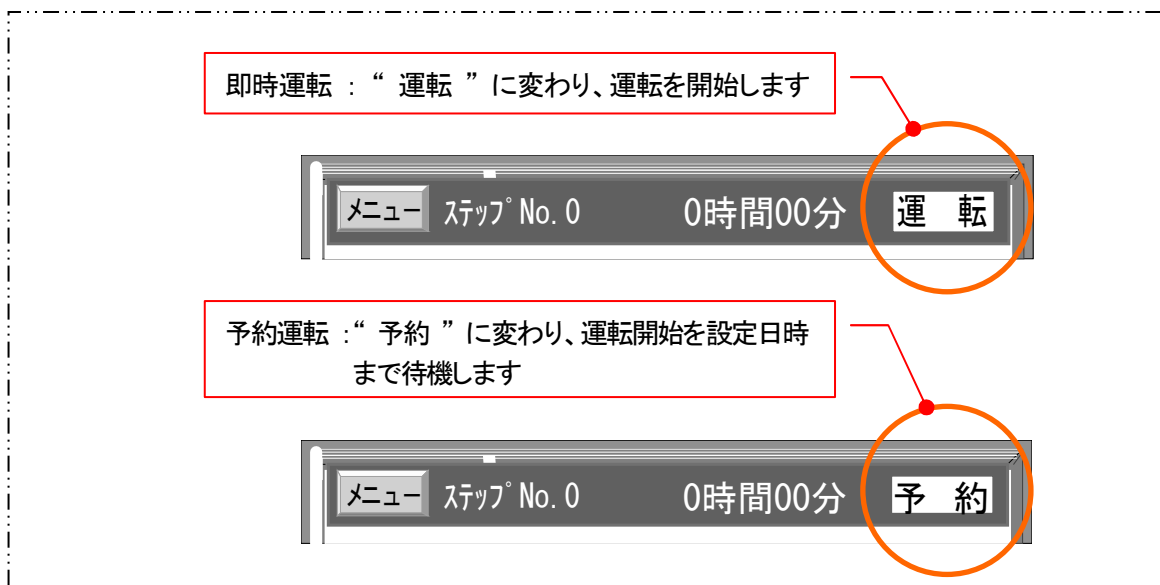 即時運転 : “ 運転 ” に変わり、運転を開始します
メニュー ステップ No. 0 0時間00分 運 転
予約運転 :“ 予約 ” に変わり、運転開始を設定日時
まで待機します
メニュー ステップ No. 0 0時間00分 予 約